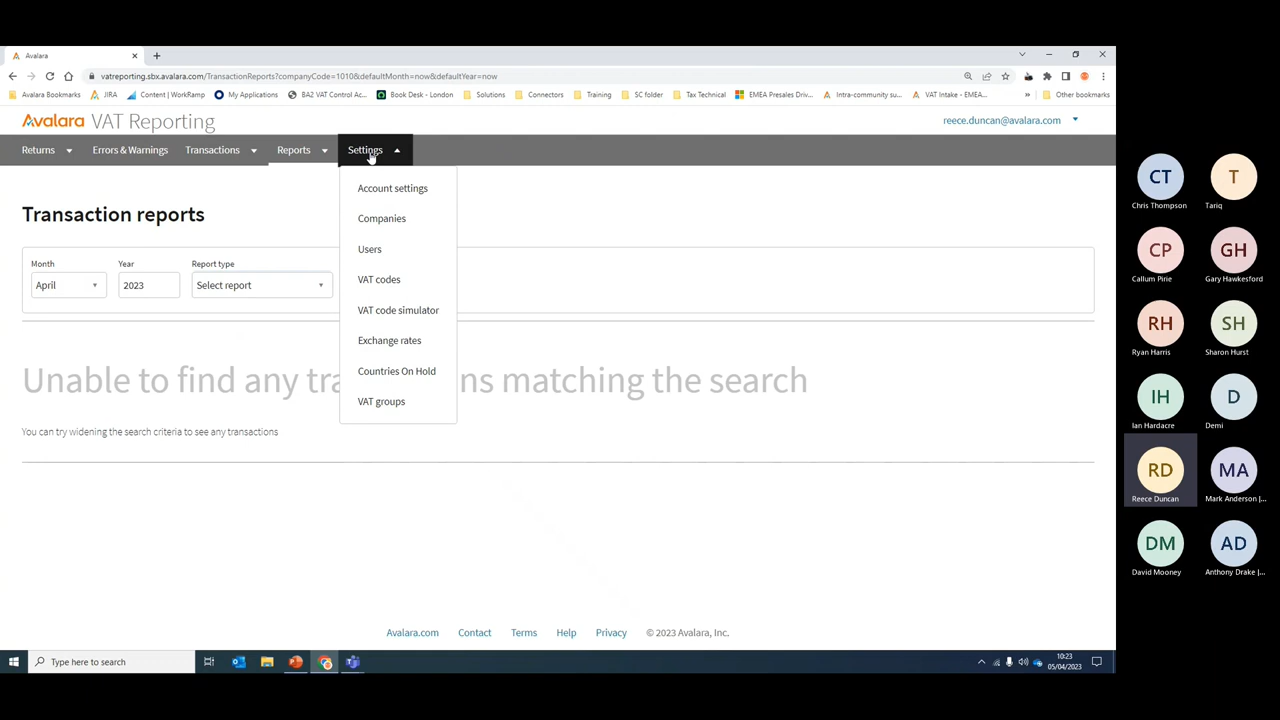 Avalara
vatreporting.sbx.avalara.com/TransactionReports?companyCode=1010&defaultMonth=now&defaultYear=now
Avalara Bookmarks
JIRA
Content | WorkRamp
My Applications
BA2 VAT Control Ac...
Book Desk - London
Solutions
Connectors
Training
SC folder
Tax Technical
EMEA Presales Driv...
Intra-community su...
VAT Intake - EMEA...
»
Other bookmarks
Avalara VAT Reporting
reece.duncan@avalara.com
Returns
Errors & Warnings
Transactions
Reports
Settings
Account settings
Companies
Users
VAT codes
VAT code simulator
Exchange rates
Countries On Hold
VAT groups
Transaction reports
Month
Year
Report type
April
2023
Select report
Unable to find any tra ns matching the search
You can try widening the search criteria to see any transactions
Avalara.com
Contact
Terms
Help
Privacy
© 2023 Avalara, Inc.
Type here to search
10:23
05/04/2023
CT
Chris Thompson
T
Tariq
CP
Callum Pirie
GH
Gary Hawkesford
RH
Ryan Harris
SH
Sharon Hurst
IH
Ian Hardacre
D
Demi
RD
Reece Duncan
MA
Mark Anderson |...
DM
David Mooney
AD
Anthony Drake |...